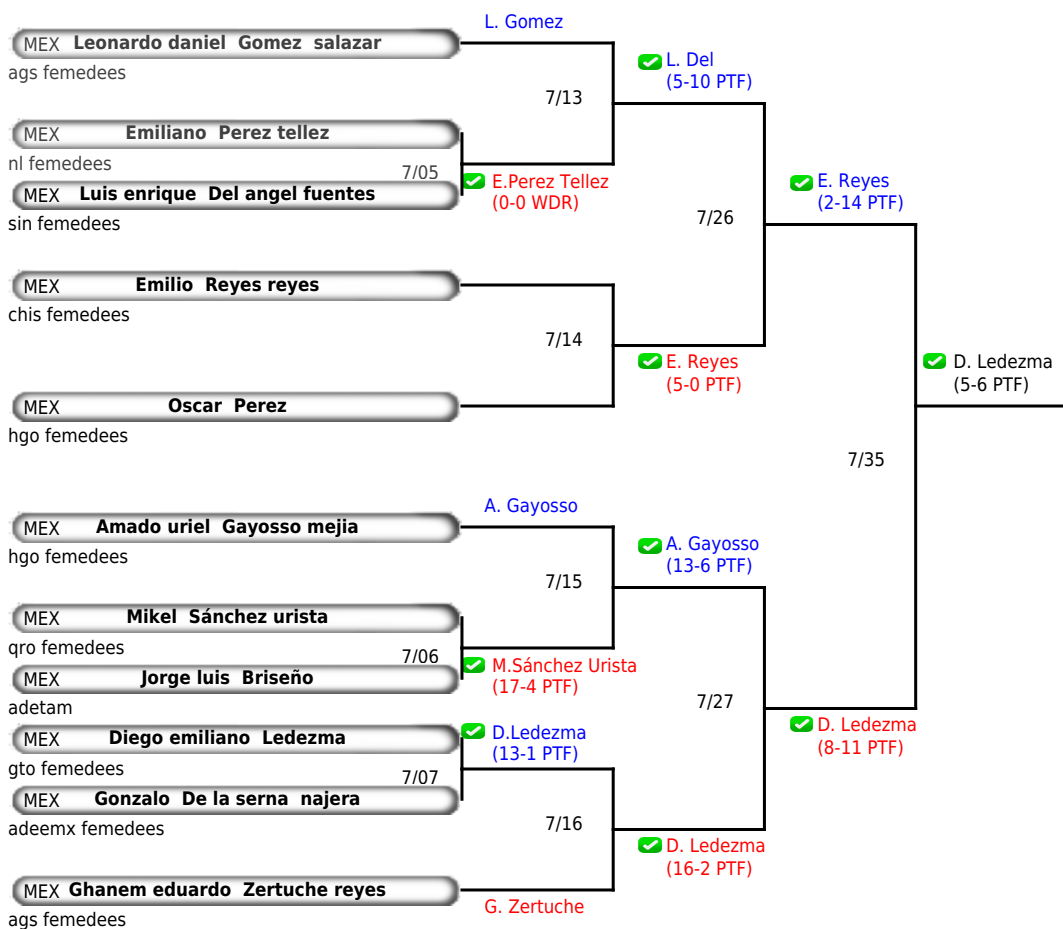 L. Gomez
MEX Leonardo daniel Gomez salazar
ags femedees
L. Del
(5-10 PTF)
7/13
MEX Emiliano Perez tellez
nl femedees
7/05
E.Perez Tellez
(0-0 WDR)
MEX Luis enrique Del angel fuentes
sin femedees
E. Reyes
(2-14 PTF)
7/26
MEX Emilio Reyes reyes
chis femedees
7/14
E. Reyes
(5-0 PTF)
D. Ledezma
(5-6 PTF)
MEX Oscar Perez
hgo femedees
7/35
A. Gayosso
MEX Amado uriel Gayosso mejia
hgo femedees
A. Gayosso
(13-6 PTF)
7/15
MEX Mikel Sánchez urista
qro femedees
7/06
M.Sánchez Urista
(17-4 PTF)
MEX Jorge luis Briseño
adetam
7/27
D. Ledezma
(8-11 PTF)
MEX Diego emiliano Ledezma
gto femedees
D.Ledezma
(13-1 PTF)
7/07
MEX Gonzalo De la serna najera
adeemx femedees
7/16
D. Ledezma
(16-2 PTF)
MEX Ghanem eduardo Zertuche reyes
ags femedees
G. Zertuche